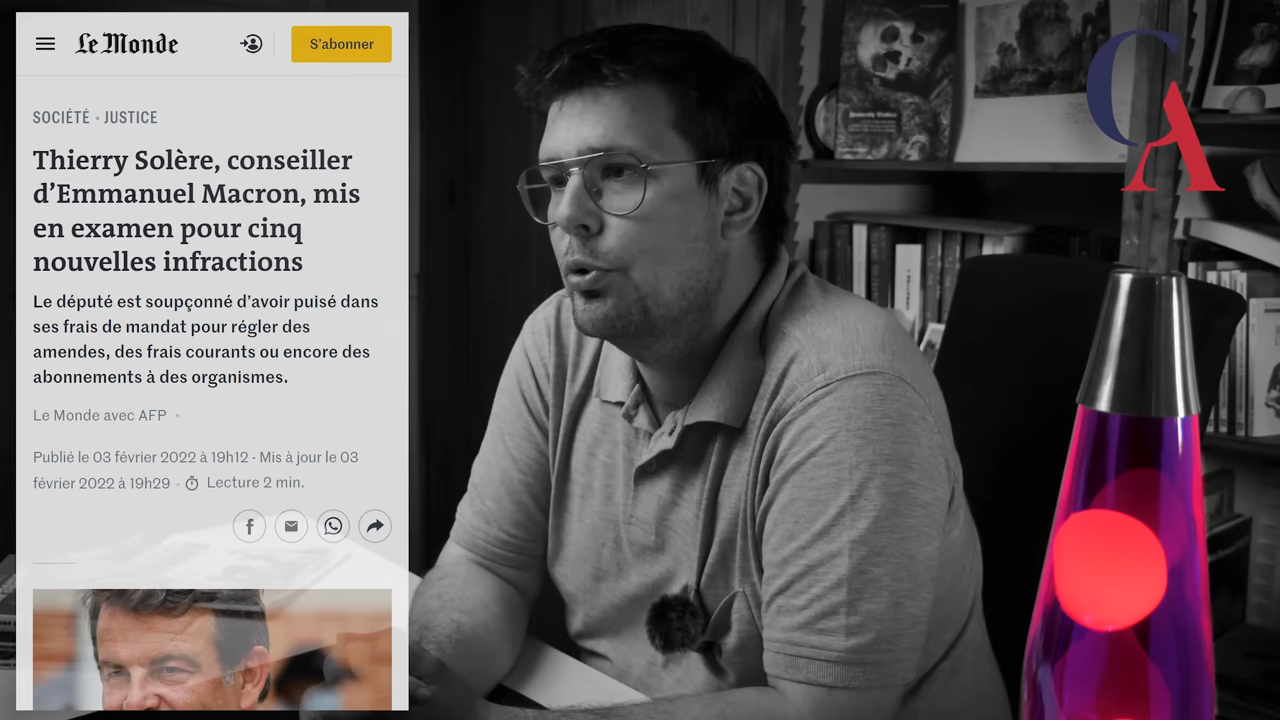 Le Monde
S'abonner
SOCIÉTÉ • JUSTICE
Thierry Solère, conseiller
d'Emmanuel Macron, mis
en examen pour cinq
nouvelles infractions
Le député est soupçonné d'avoir puisé dans
ses frais de mandat pour régler des
amendes, des frais courants ou encore des
abonnements à des organismes.
Le Monde avec AFP •
Publié le 03 février 2022 à 19h12 - Mis à jour le 03
février 2022 à 19h29 • Lecture 2 min.
CA